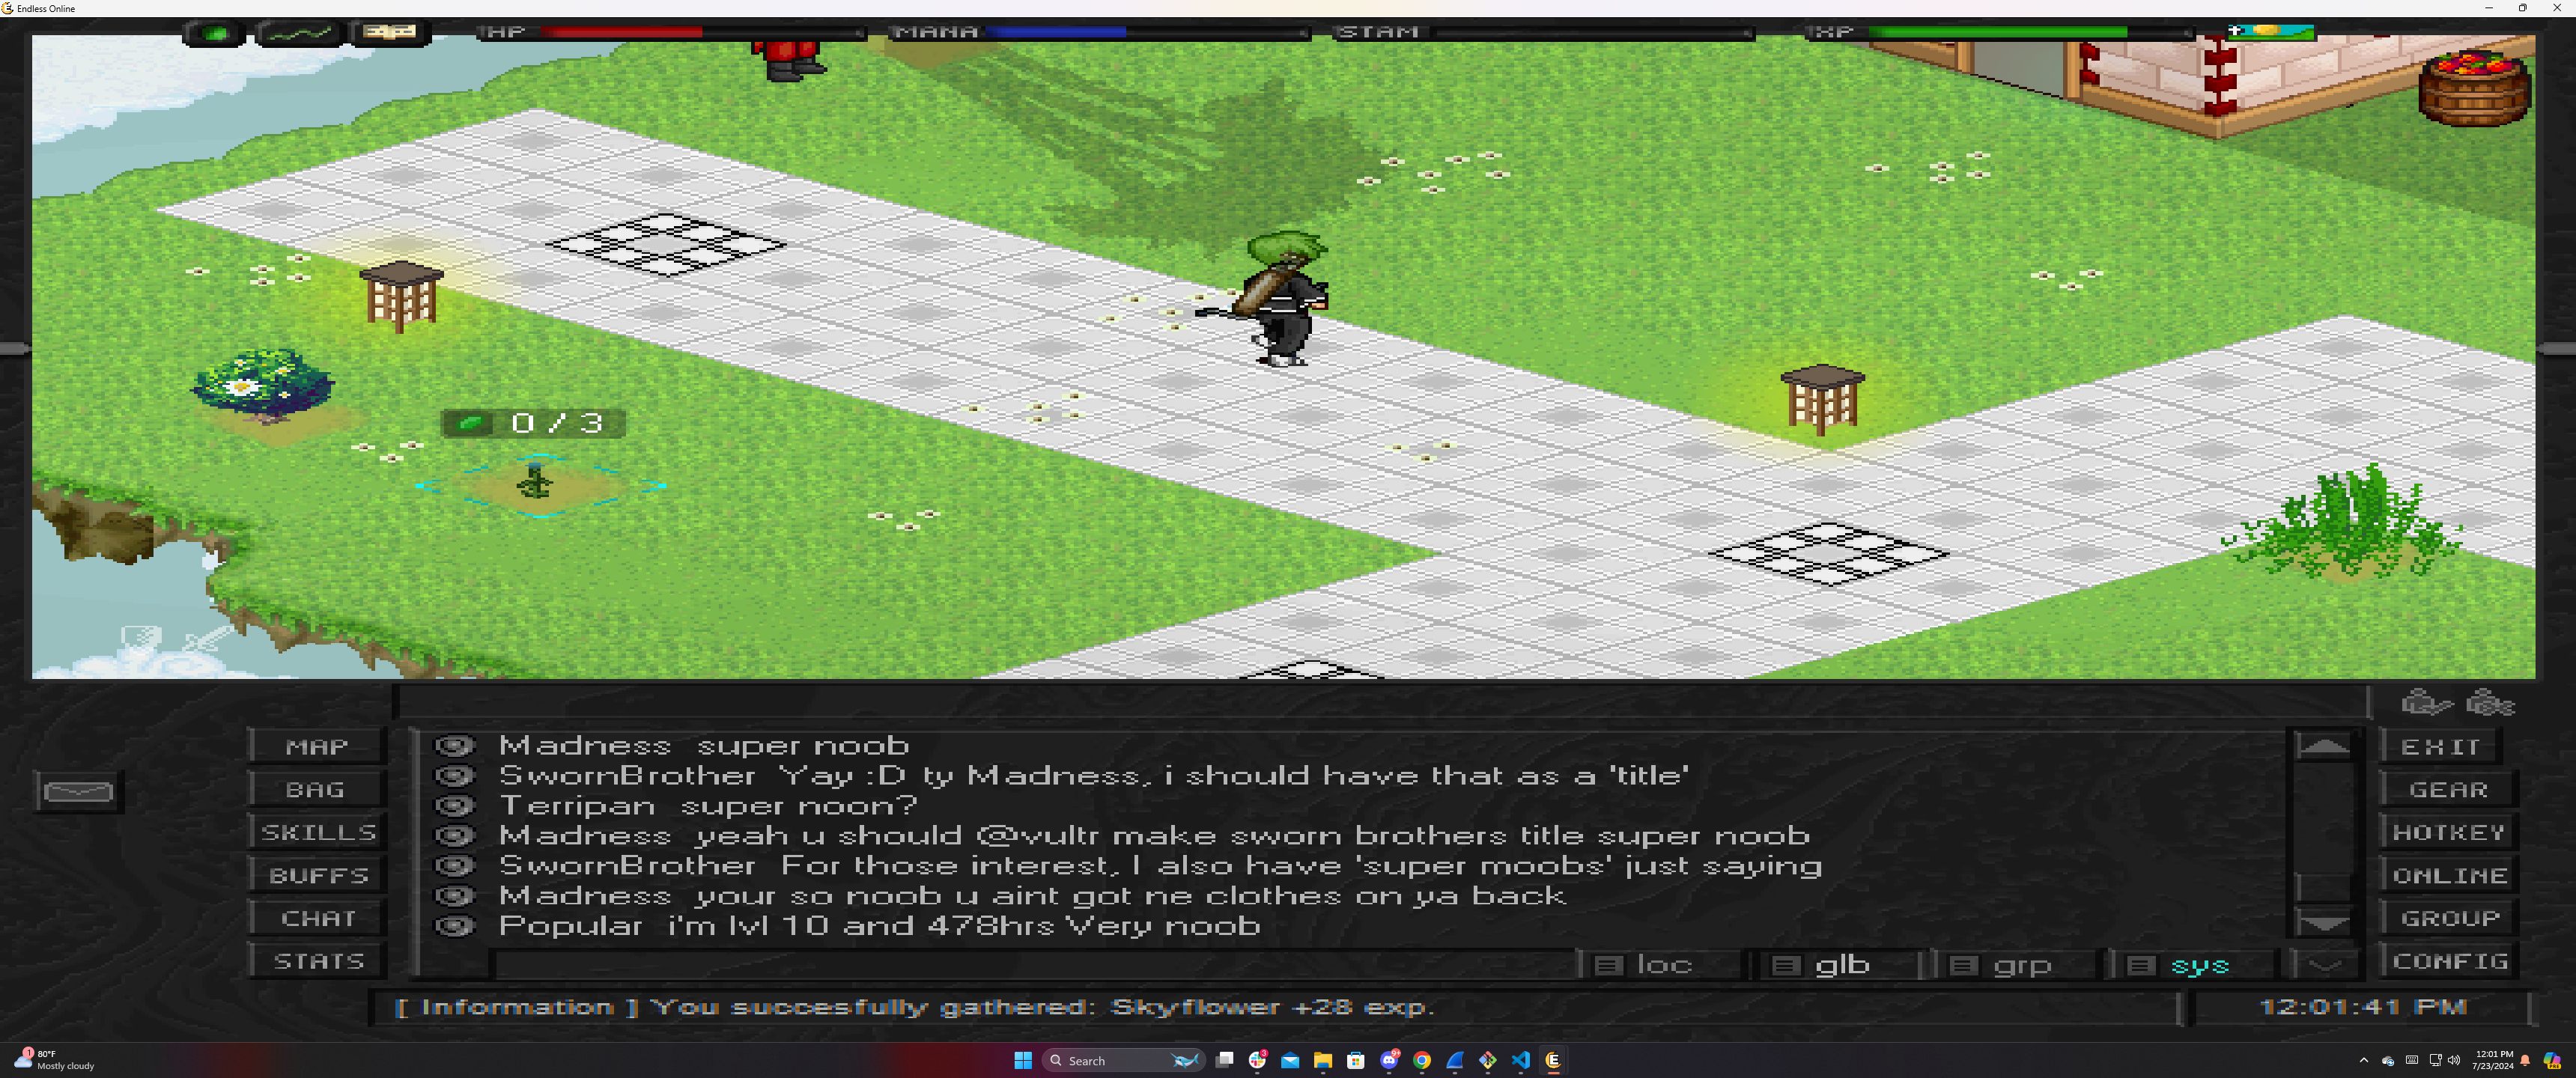 Endless Online
HP
MANA
STAM
XP
0 / 3
MAP
BAG
SKILLS
BUFFS
CHAT
STATS
Madness super noob
SwornBrother Yay :D ty Madness, i should have that as a 'title'
Terripan super noon?
Madness yeah u should @vultr make sworn brothers title super noob
SwornBrother For those interest, I also have 'super moobs' just saying
Madness your so noob u aint got ne clothes on ya back
Popular i'm lvl 10 and 478hrs Very noob
loc
glb
grp
sys
EXIT
GEAR
HOTKEY
ONLINE
GROUP
CONFIG
[ Information ] You succesfully gathered: Skyflower +28 exp.
12:01:41 PM
1
80°F
Mostly cloudy
Search
3
9+
12:01 PM
7/23/2024